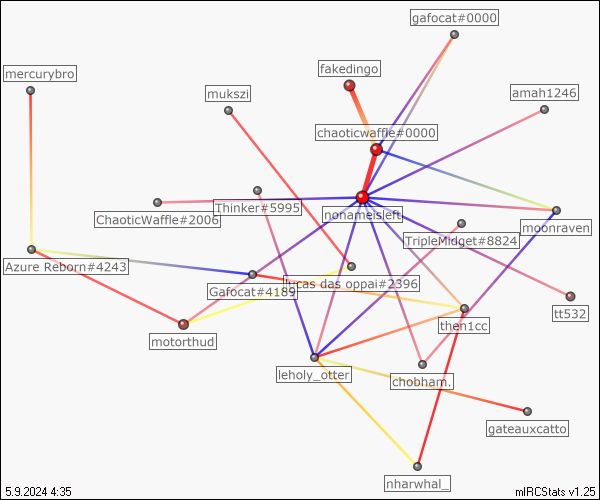 gafocat#0000
fakedingo
mercurybro
mukszi
amah1246
chaoticwaffle#0000
Thinker#5995
nonameisleft
ChaoticWaffle#2006
moonraven
TripleMidget#8824
Azure Reborn#4243
lucas das oppai#2396
Gafocat#4189
tt532
then1cc
motorthud
leholy_otter
chobham.
gateauxcatto
nharwhal_
5.9.2024 4:35
mIRCStats v1.25